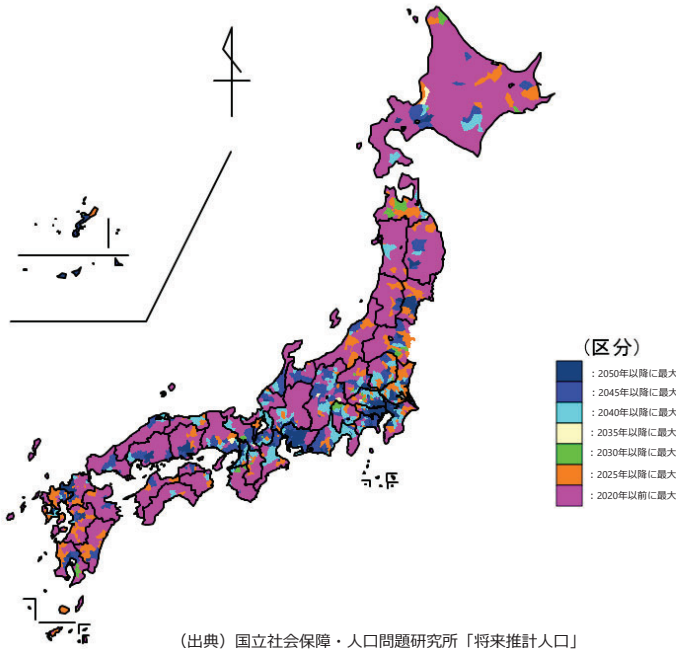 (区分)
：2050年以降に最大
：2045年以降に最大
：2040年以降に最大
：2035年以降に最大
：2030年以降に最大
：2025年以降に最大
：2020年以前に最大
（出典）国立社会保障・人口問題研究所「将来推計人口」